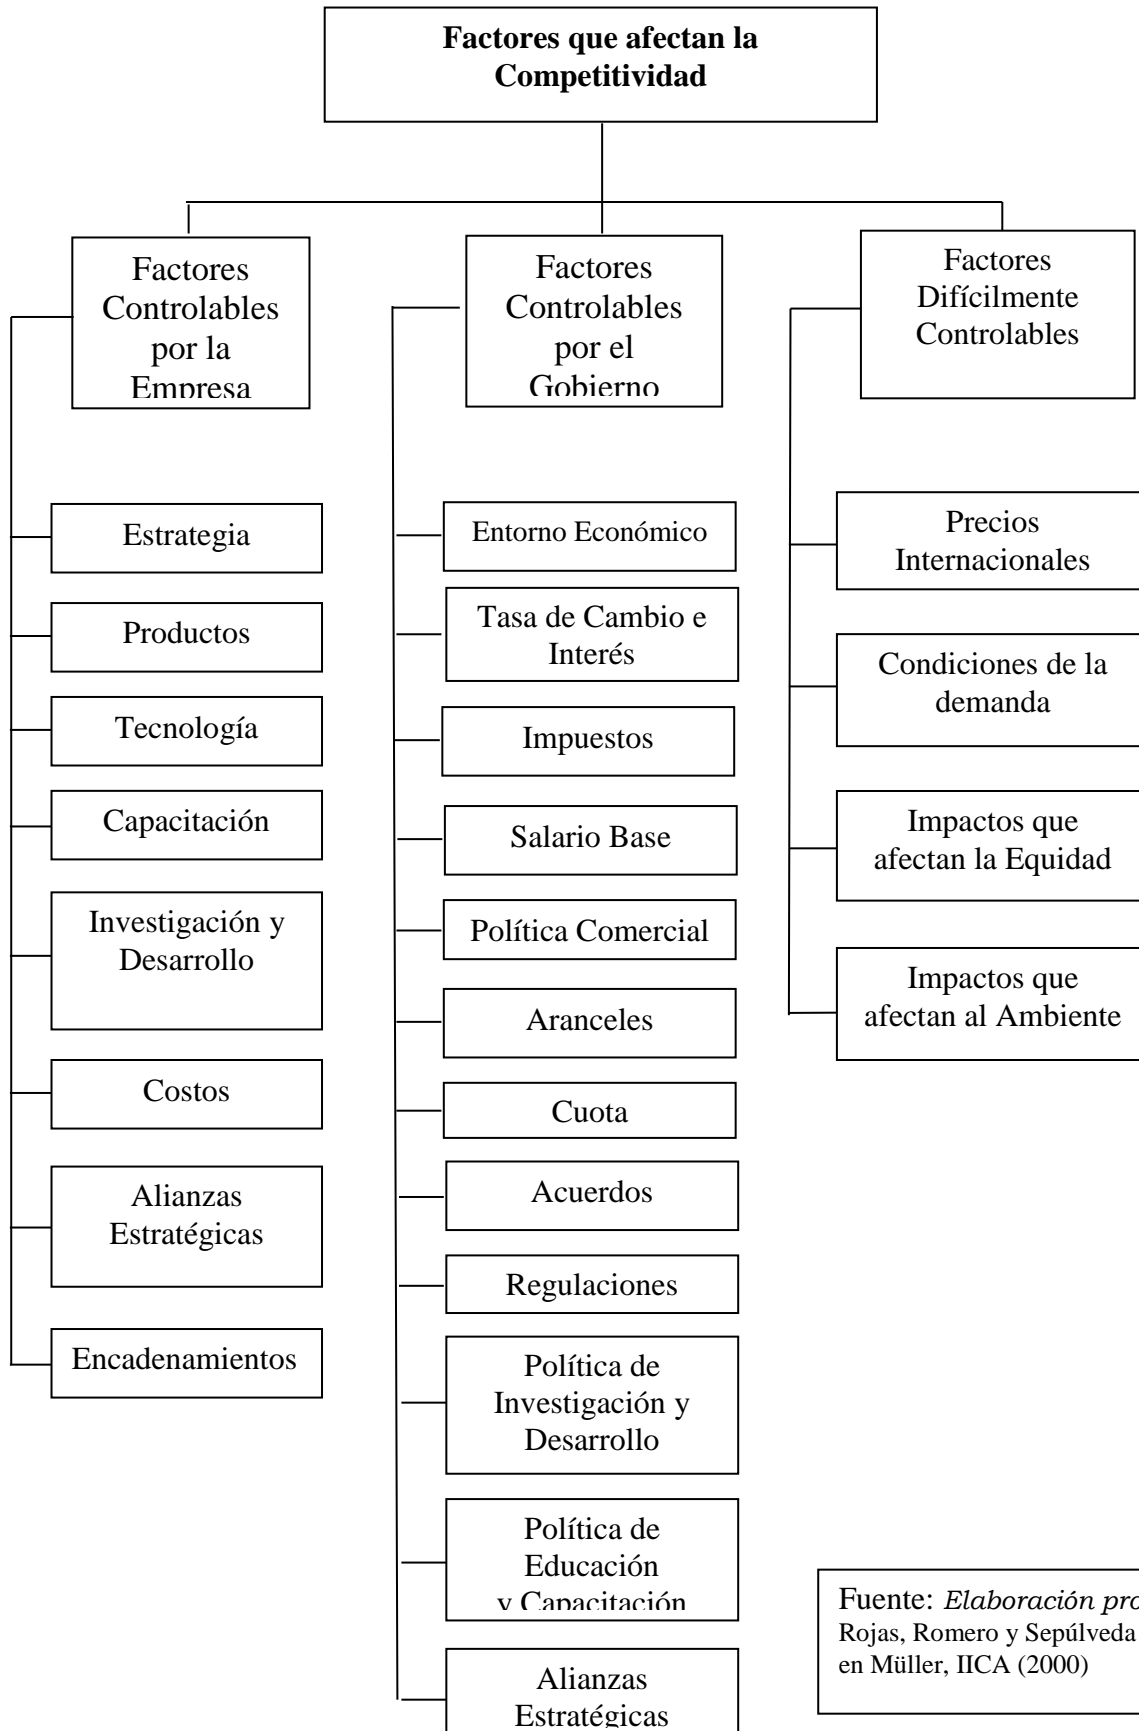 Factores que afectan la
Competitividad
Factores
Controlables
por la
Empresa
Estrategia
Productos
Tecnología
Capacitación
Investigación y
Desarrollo
Costos
Alianzas
Estratégicas
Encadenamientos
Factores
Controlables
por el
Gobierno
Entorno Económico
Tasa de Cambio e
Interés
Impuestos
Salario Base
Política Comercial
Aranceles
Cuota
Acuerdos
Regulaciones
Política de
Investigación y
Desarrollo
Política de
Educación
y Capacitación
Alianzas
Estratégicas
Factores
Difícilmente
Controlables
Precios
Internacionales
Condiciones de la
demanda
Impactos que
afectan la Equidad
Impactos que
afectan al Ambiente
Fuente: Elaboración
Rojas, Romero y Sepúlveda
en Müller, IICA (2000)